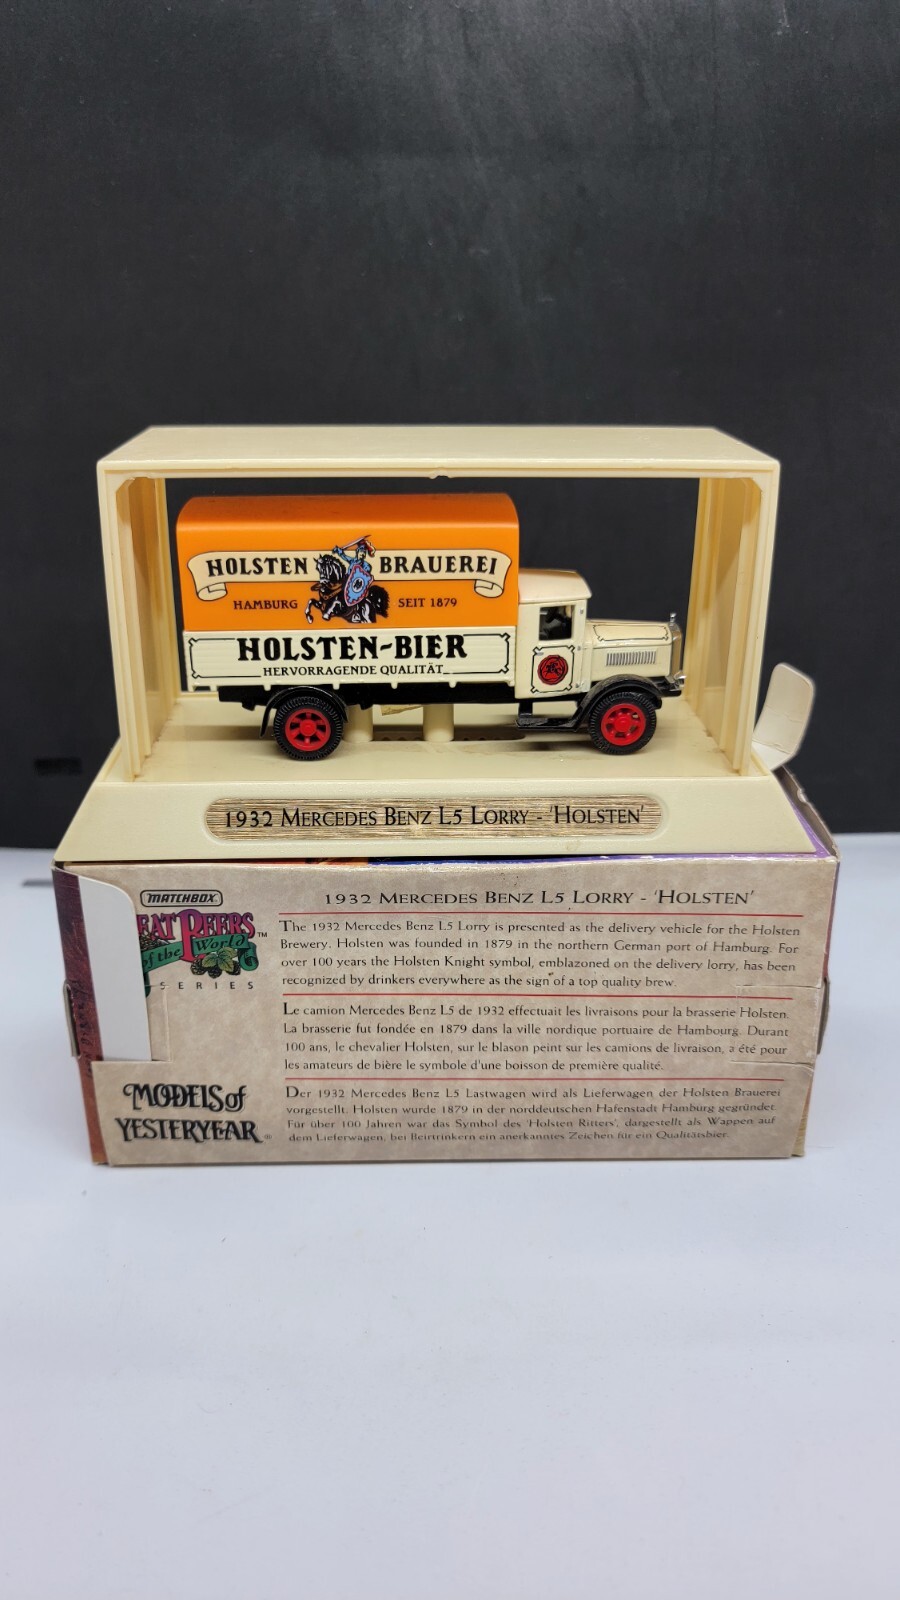 HOLSTEN BRAUEREI
HAMBURG SEIT 1879
HOLSTEN-BIER
HERVORRAGENDE QUALITÄT
1932 MERCEDES BENZ L5 LORRY - 'HOLSTEN'
MATCHBOX
EAT BEERS™
of the World
SERIES
MODELS of
YESTERYEAR®
1932 MERCEDES BENZ L5 LORRY - 'HOLSTEN'
The 1932 Mercedes Benz L5 Lorry is presented as the delivery vehicle for the Holsten
Brewery. Holsten was founded in 1879 in the northern German port of Hamburg. For
over 100 years the Holsten Knight symbol, emblazoned on the delivery lorry, has been
recognized by drinkers everywhere as the sign of a top quality brew.
Le camion Mercedes Benz L5 de 1932 effectuait les livraisons pour la brasserie Holsten.
La brasserie fut fondée en 1879 dans la ville nordique portuaire de Hambourg. Durant
100 ans, le chevalier Holsten, sur le blason peint sur les camions de livraison, a été pour
les amateurs de bière le symbole d'une boisson de première qualité.
Der 1932 Mercedes Benz L5 Lastwagen wird als Lieferwagen der Holsten Brauerei
vorgestellt. Holsten wurde 1879 in der norddeutschen Hafenstadt Hamburg gegründet.
Für über 100 Jahren war das Symbol des 'Holsten Ritters', dargestellt als Wappen auf
dem Lieferwagen, bei Beirtrinkern ein anerkanntes Zeichen für ein Qualitätsbier.